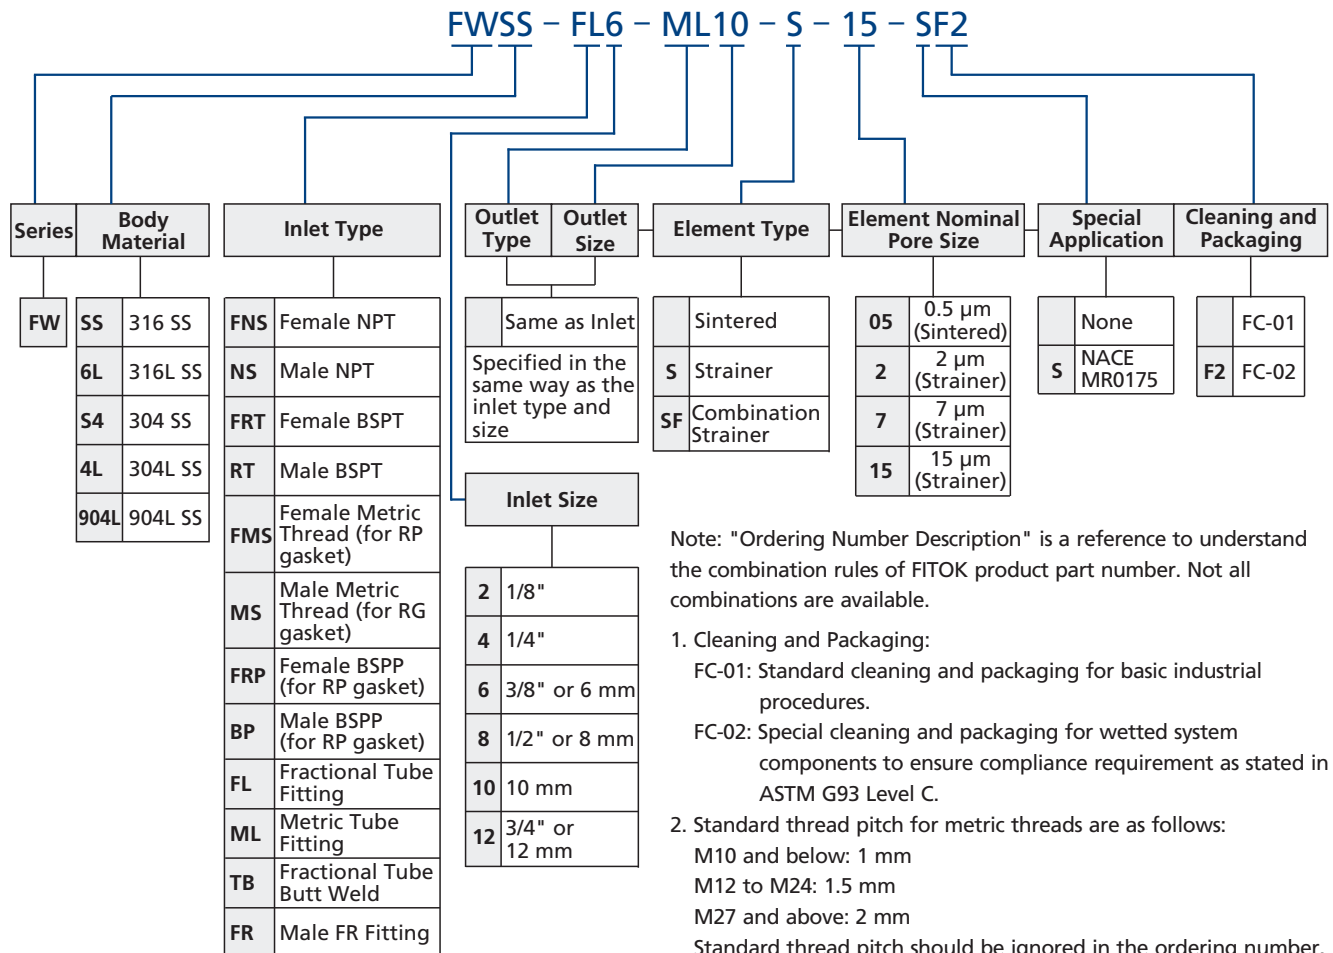 FWSS – FL6 – ML10 – S – 15 – SF2
Series
Body
Material
Inlet Type
Outlet
Type
Outlet
Size
Element Type
Element Nominal
Pore Size
Special
Application
Cleaning and
Packaging
FW
SS 316 SS
6L 316L SS
S4 304 SS
4L 304L SS
904L 904L SS
FNS Female NPT
NS Male NPT
FRT Female BSPT
RT Male BSPT
FMS Female Metric
Thread (for RP
gasket)
MS Male Metric
Thread (for RG
gasket)
FRP Female BSPP
(for RP gasket)
BP Male BSPP
(for RP gasket)
FL Fractional Tube
Fitting
ML Metric Tube
Fitting
TB Fractional Tube
Butt Weld
FR Male FR Fitting
Same as Inlet
Specified in the
same way as the
inlet type and
size
Inlet Size
2 1/8"
4 1/4"
6 3/8" or 6 mm
8 1/2" or 8 mm
10 10 mm
12 3/4" or
12 mm
Sintered
S Strainer
SF Combination
Strainer
05 0.5 μm
(Sintered)
2 2 μm
(Strainer)
7 7 μm
(Strainer)
15 15 μm
(Strainer)
None
S NACE
MR0175
FC-01
F2 FC-02
Note: "Ordering Number Description" is a reference to understand
the combination rules of FITOK product part number. Not all
combinations are available.
1. Cleaning and Packaging:
FC-01: Standard cleaning and packaging for basic industrial
procedures.
FC-02: Special cleaning and packaging for wetted system
components to ensure compliance requirement as stated in
ASTM G93 Level C.
2. Standard thread pitch for metric threads are as follows:
M10 and below: 1 mm
M12 to M24: 1.5 mm
M27 and above: 2 mm
Standard thread pitch should be ignored in the ordering number.